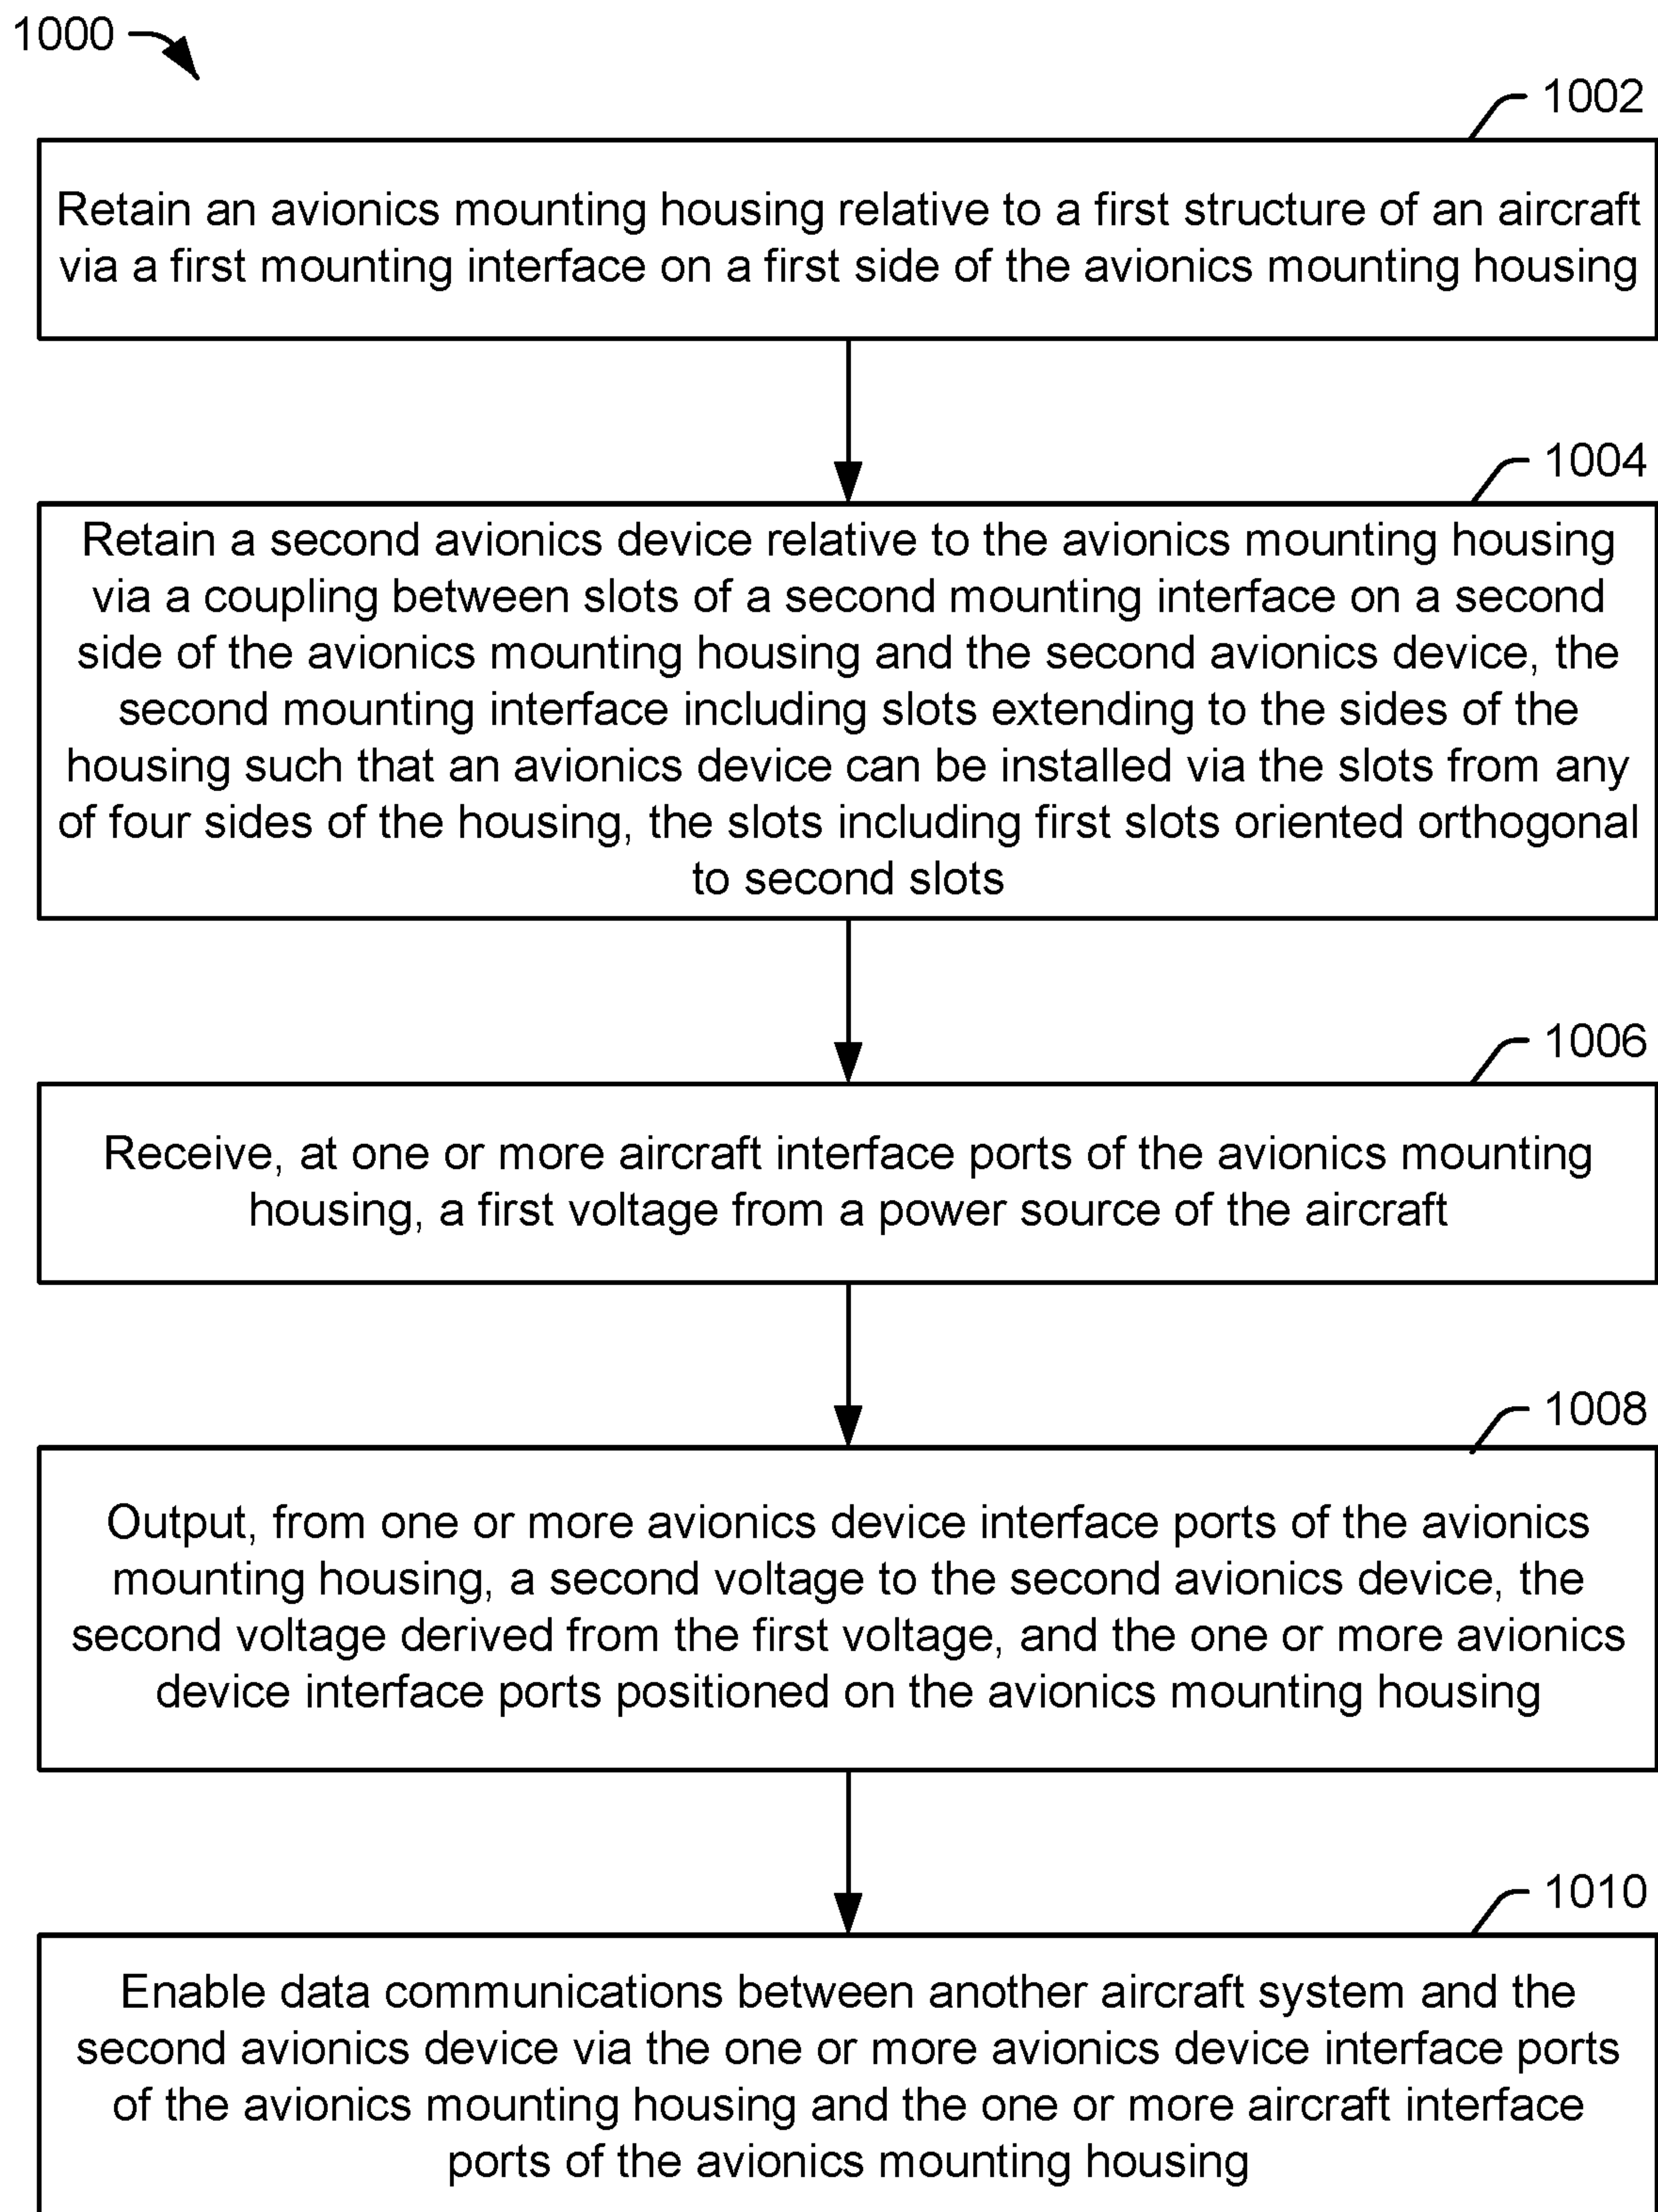 1000
1002
Retain an avionics mounting housing relative to a first structure of an aircraft
via a first mounting interface on a first side of the avionics mounting housing
1004
Retain a second avionics device relative to the avionics mounting housing
via a coupling between slots of a second mounting interface on a second
side of the avionics mounting housing and the second avionics device, the
second mounting interface including slots extending to the sides of the
housing such that an avionics device can be installed via the slots from any
of four sides of the housing, the slots including first slots oriented orthogonal
to second slots
1006
Receive, at one or more aircraft interface ports of the avionics mounting
housing, a first voltage from a power source of the aircraft
1008
Output, from one or more avionics device interface ports of the avionics
mounting housing, a second voltage to the second avionics device, the
second voltage derived from the first voltage, and the one or more avionics
device interface ports positioned on the avionics mounting housing
1010
Enable data communications between another aircraft system and the
second avionics device via the one or more avionics device interface ports
of the avionics mounting housing and the one or more aircraft interface
ports of the avionics mounting housing